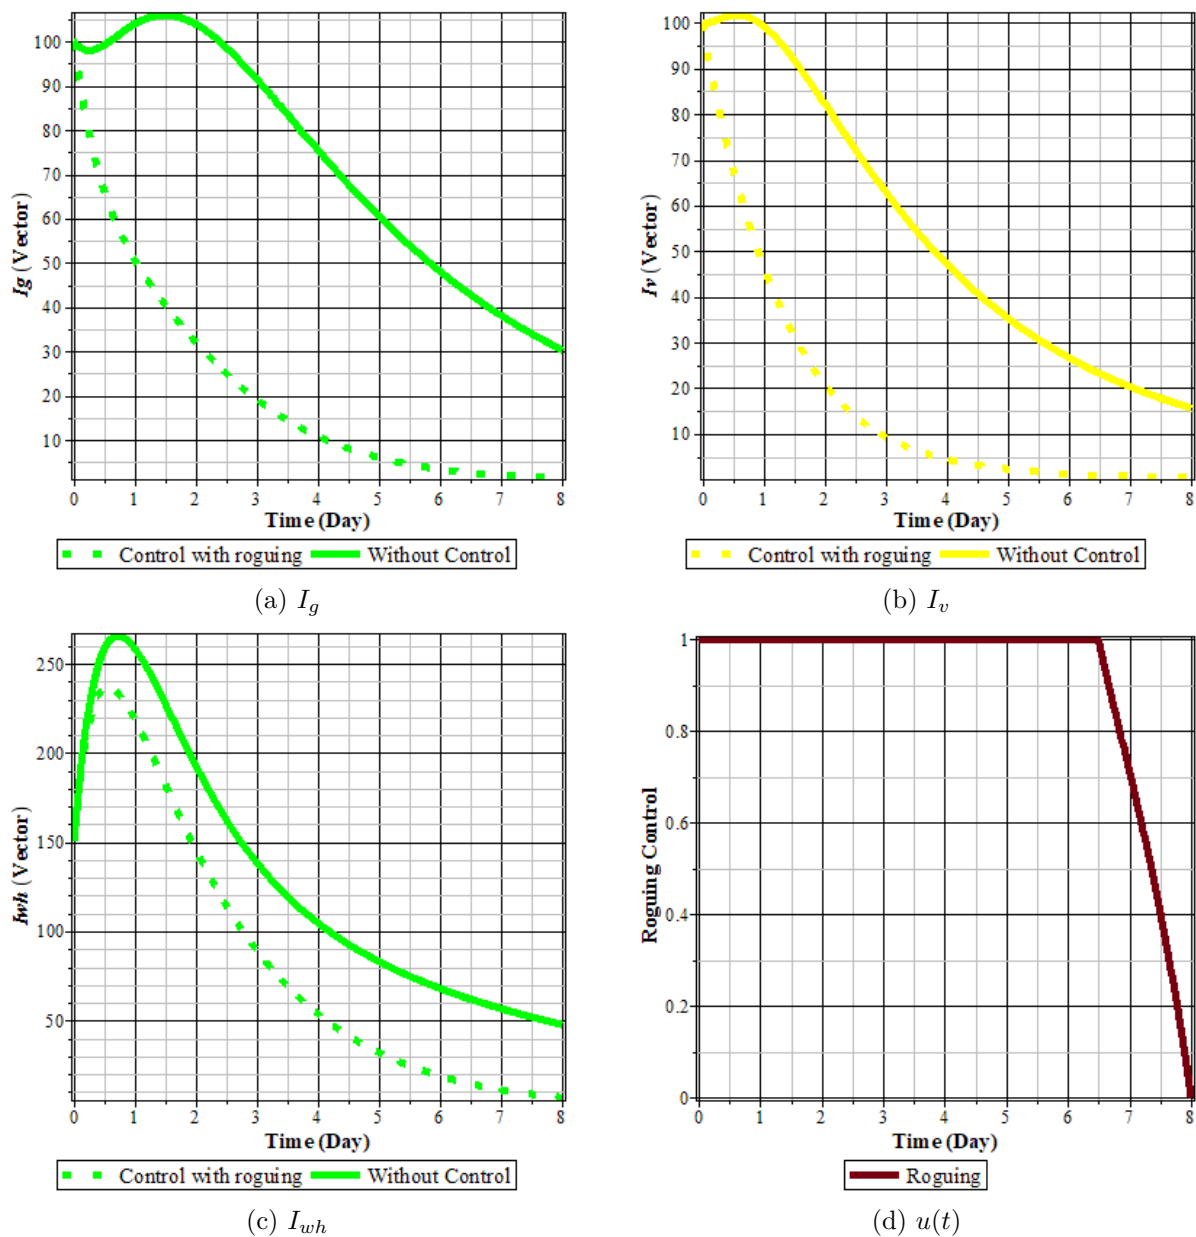 100
90
80
70
60
50
40
30
20
10
Ig (Vector)
0 1 2 3 4 5 6 7 8
Time (Day)
Control with roguing Without Control
(a) I_g
100
90
80
70
60
50
40
30
20
10
Iv (Vector)
0 1 2 3 4 5 6 7 8
Time (Day)
Control with roguing Without Control
(b) I_v
250
200
150
100
50
Iwh (Vector)
0 1 2 3 4 5 6 7 8
Time (Day)
Control with roguing Without Control
(c) I_{wh}
1
0.8
0.6
0.4
0.2
0
Roguing Control
0 1 2 3 4 5 6 7 8
Time (Day)
Roguing
(d) u(t)